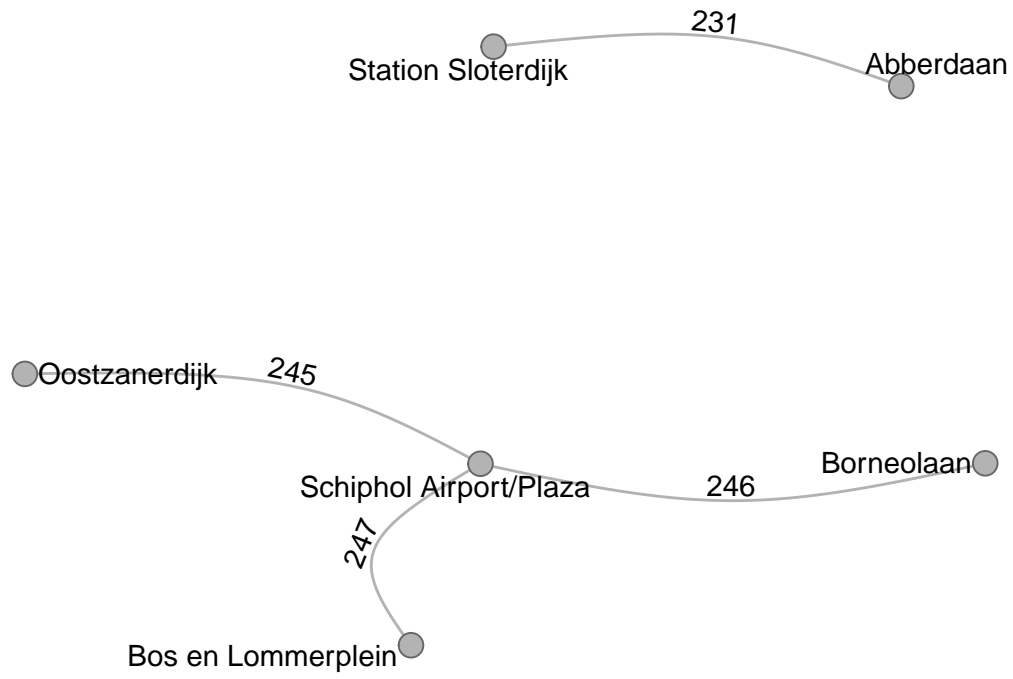 231
Station Sloterdijk
Abberdaan
245
Oostzanerdijk
Borneolaan
Schiphol Airport/Plaza
246
247
Bos en Lommerplein